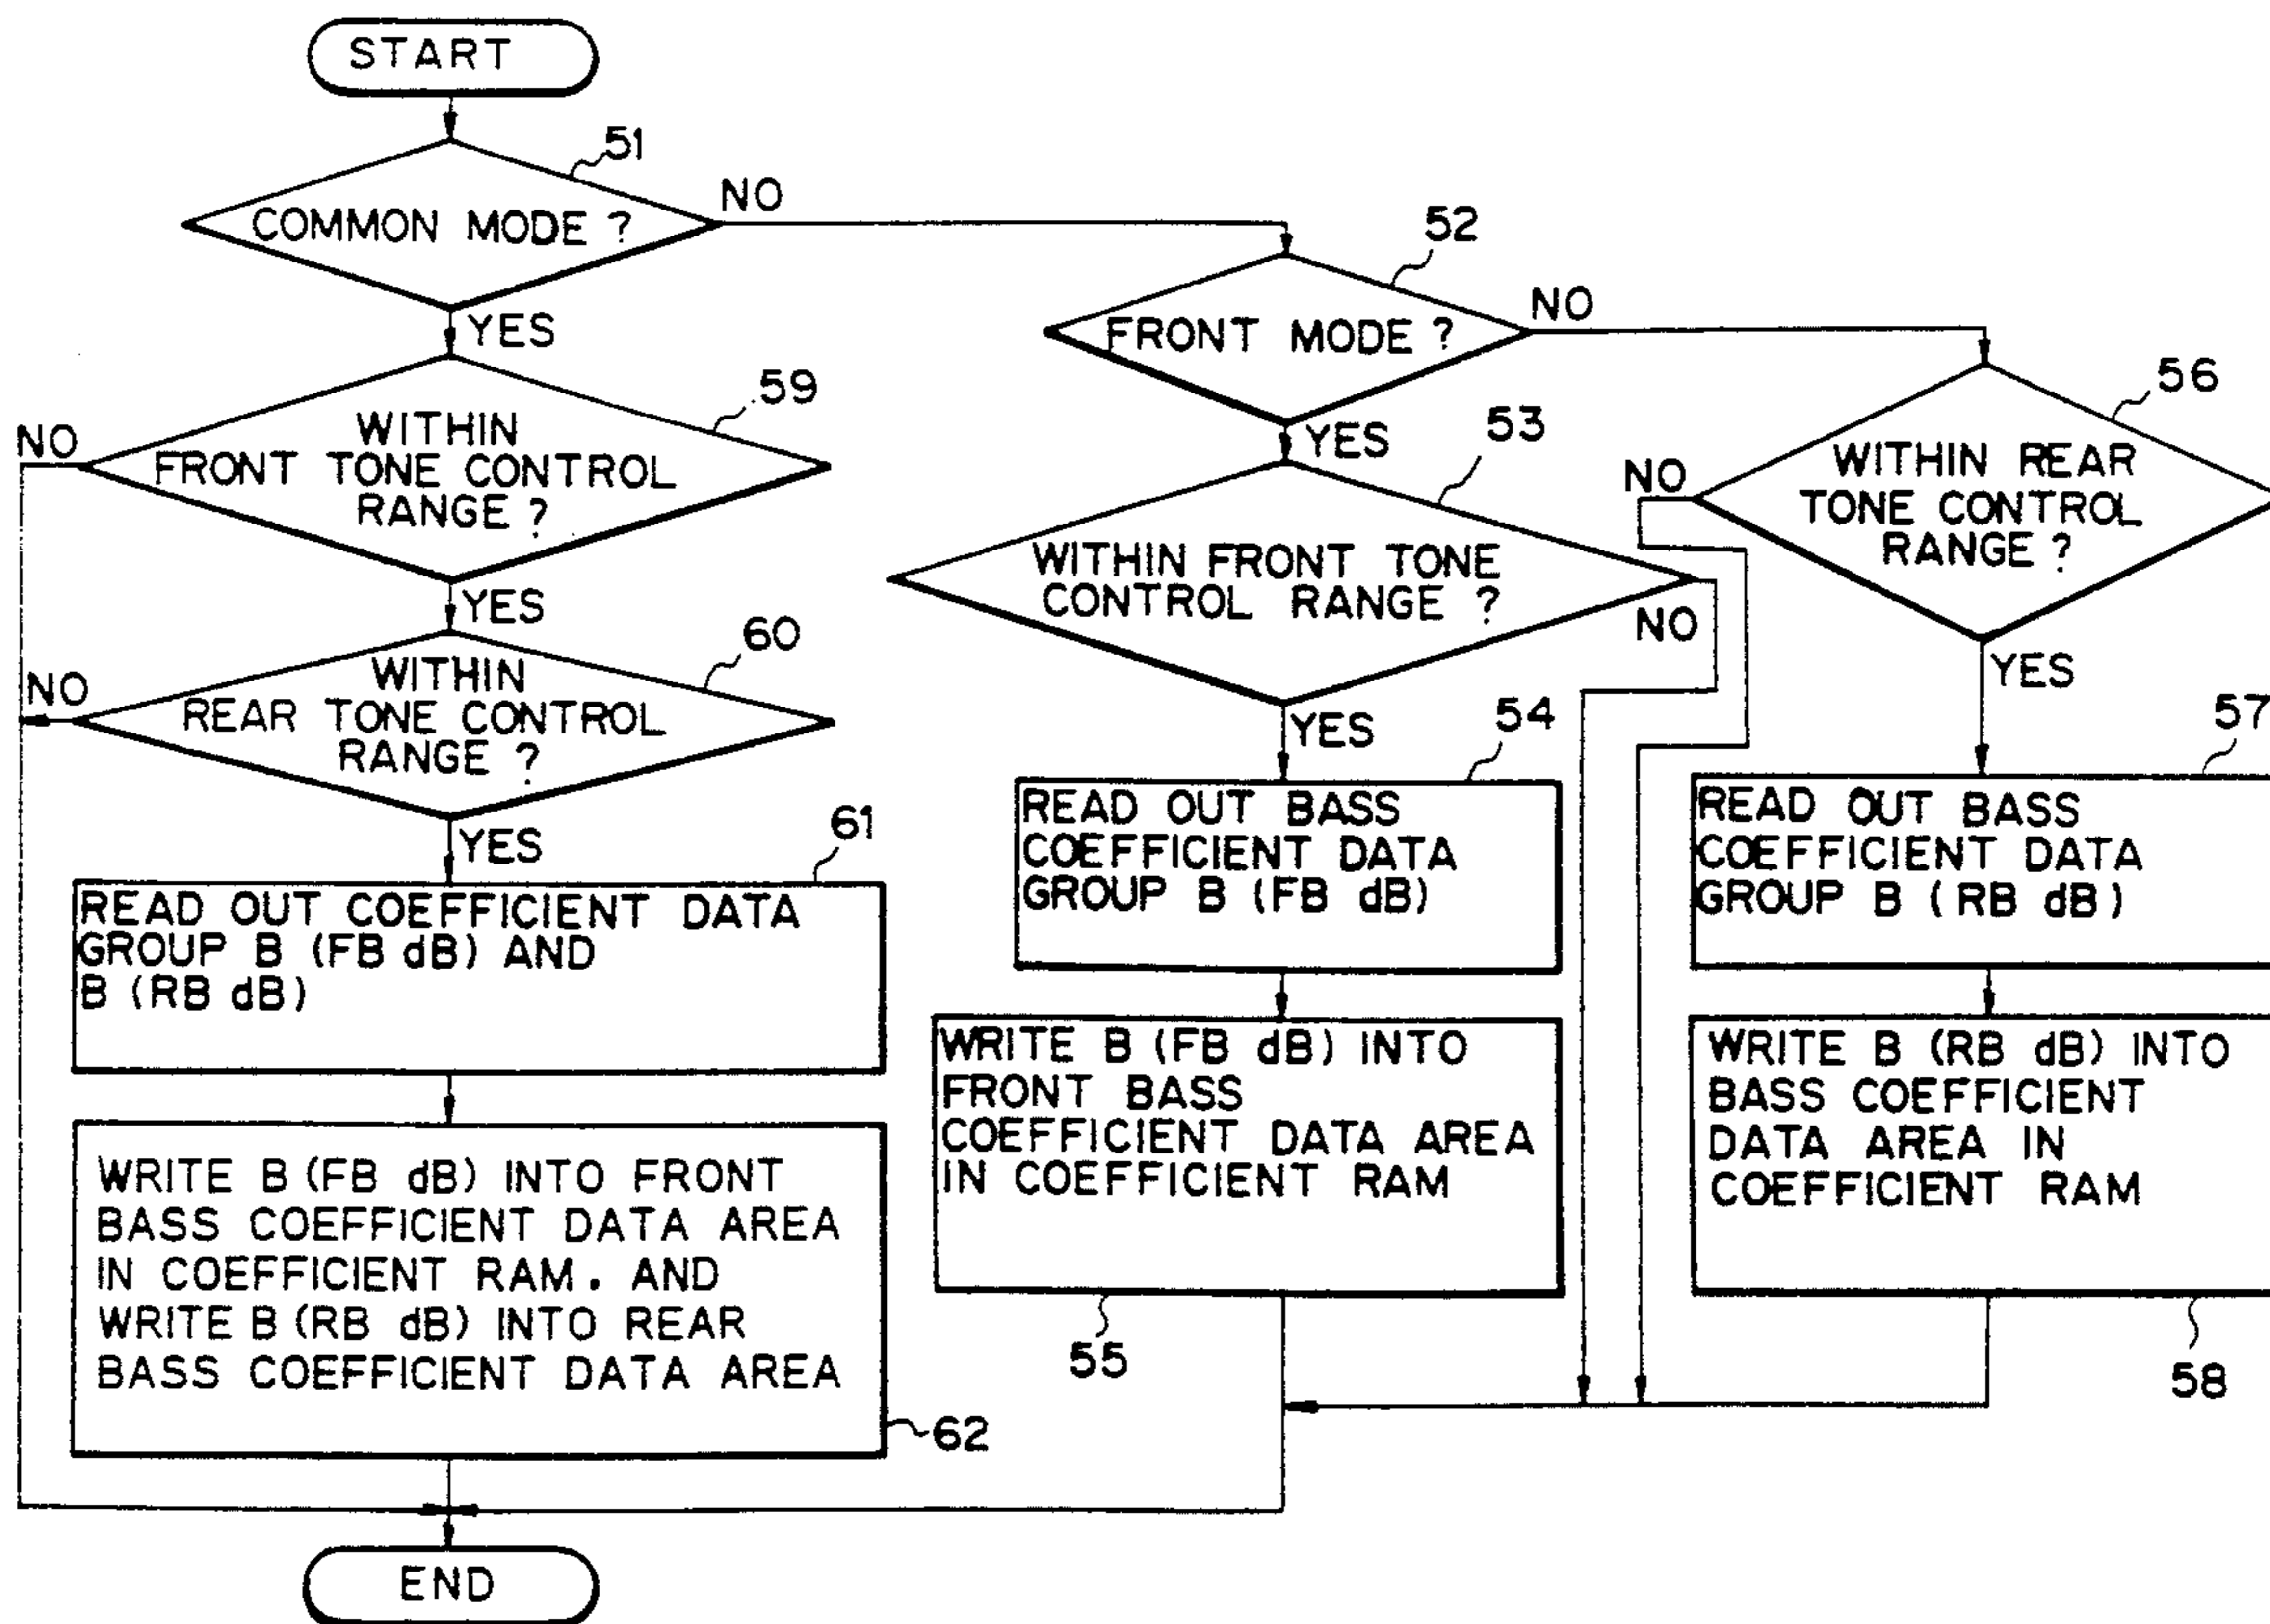 START
51
COMMON MODE ?
NO
YES
59
WITHIN
FRONT TONE CONTROL
RANGE ?
NO
YES
60
WITHIN
REAR TONE CONTROL
RANGE ?
NO
YES
61
READ OUT COEFFICIENT DATA
GROUP B (FB dB) AND
B (RB dB)
WRITE B (FB dB) INTO FRONT
BASS COEFFICIENT DATA AREA
IN COEFFICIENT RAM. AND
WRITE B (RB dB) INTO REAR
BASS COEFFICIENT DATA AREA
62
END
52
FRONT MODE ?
NO
YES
53
WITHIN FRONT TONE
CONTROL RANGE ?
NO
YES
54
READ OUT BASS
COEFFICIENT DATA
GROUP B (FB dB)
WRITE B (FB dB) INTO
FRONT BASS
COEFFICIENT DATA AREA
IN COEFFICIENT RAM
55
56
WITHIN REAR
TONE CONTROL
RANGE ?
NO
YES
57
READ OUT BASS
COEFFICIENT DATA
GROUP B (RB dB)
WRITE B (RB dB) INTO
BASS COEFFICIENT
DATA AREA IN
COEFFICIENT RAM
58